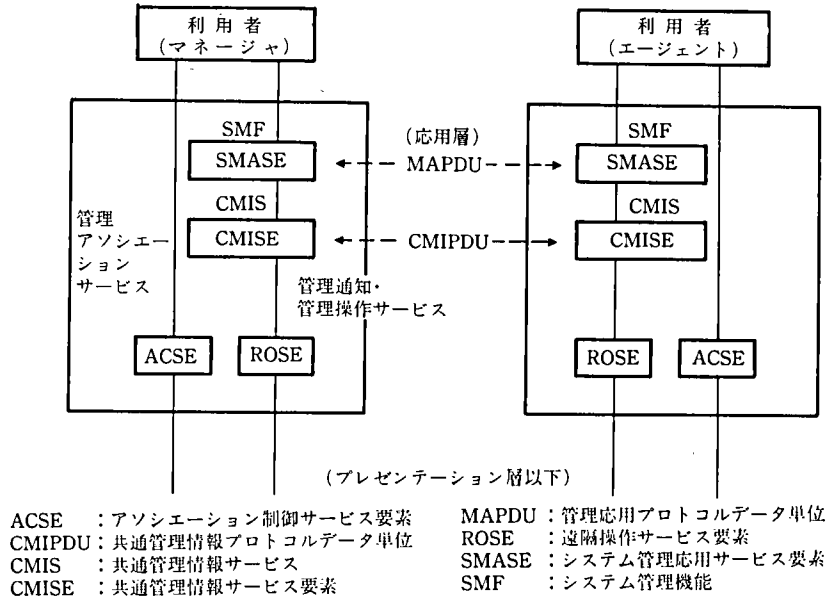 利用者
(マネージャ)
利用者
(エージェント)
SMF
SMASE
CMIS
CMISE
管理
アソシエー
ション
サービス
管理通知・
管理操作サービス
ACSE
ROSE
(応用層)
MAPDU
CMIPDU
SMF
SMASE
CMIS
CMISE
ROSE
ACSE
(プレゼンテーション層以下)
ACSE :アソシエーション制御サービス要素
CMIPDU:共通管理情報プロトコルデータ単位
CMIS :共通管理情報サービス
CMISE :共通管理情報サービス要素
MAPDU:管理応用プロトコルデータ単位
ROSE :遠隔操作サービス要素
SMASE:システム管理応用サービス要素
SMF :システム管理機能